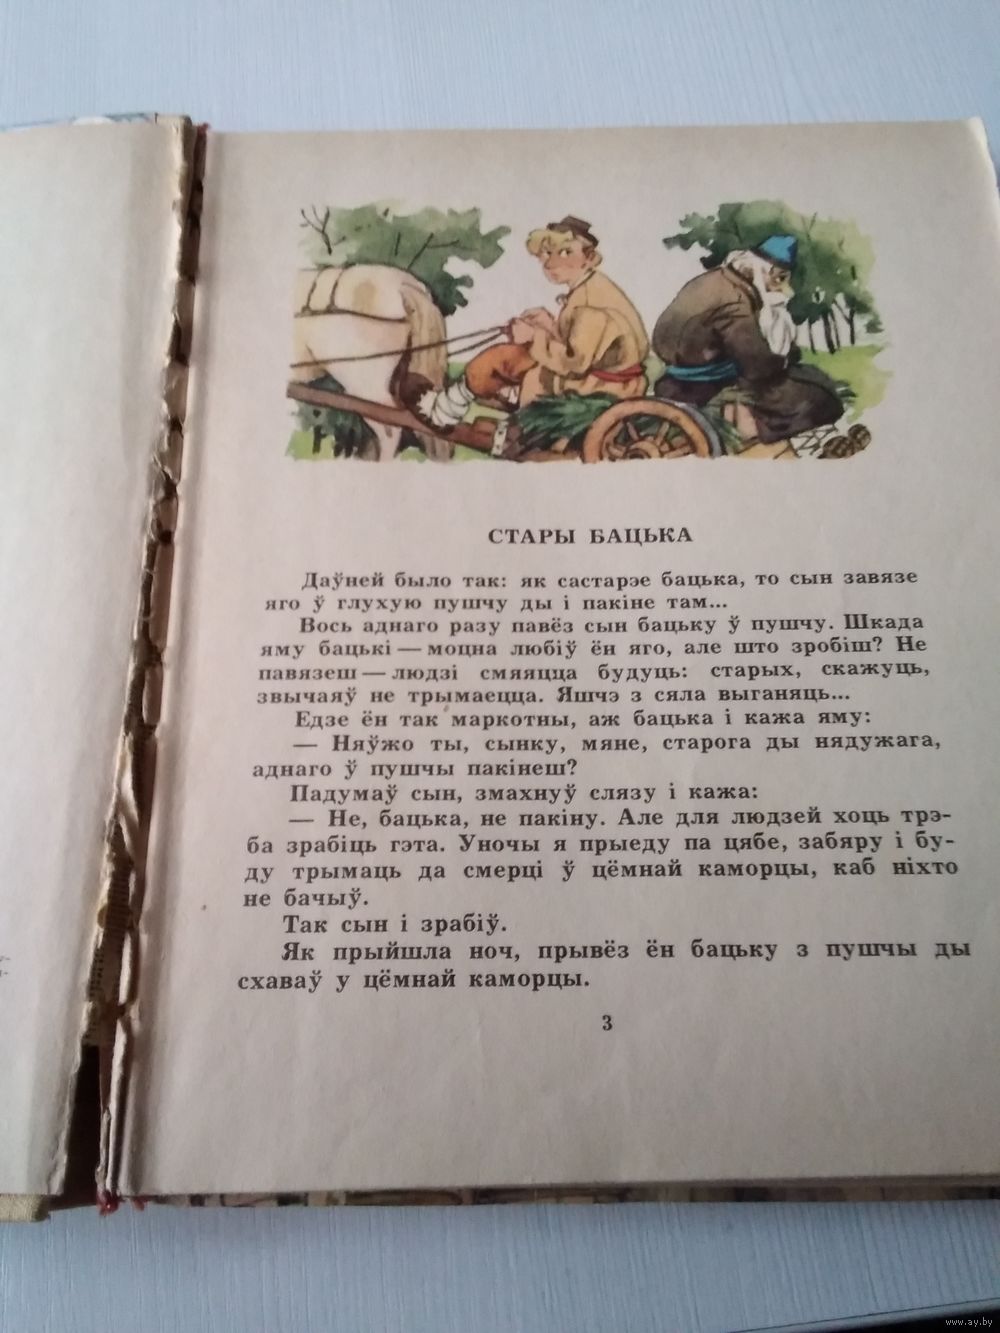 СТАРЫ БАЦЬКА
Даўней было так: як састарэе бацька, то сын завязе
яго ў глухую пушчу ды і пакіне там...
Вось аднаго разу павёз сын бацьку ў пушчу. Шкада
яму бацькі — моцна любіў ён яго, але што зробіш? Не
павязеш — людзі смяяцца будуць: старых, скажуць,
звычаяў не трымаецца. Яшчэ з сяла выганяць...
Едзе ён так маркотны, аж бацька і кажа яму:
— Няўжо ты, сынку, мяне, старога ды нядужага,
аднаго ў пушчы пакінеш?
Падумаў сын, змахнуў слязу і кажа:
— Не, бацька, не пакіну. Але для людзей хоць трэ-
ба зрабіць гэта. Уночы я прыеду па цябе, забяру і бу-
ду трымаць да смерці ў цёмнай каморцы, каб ніхто
не бачыў.
Так сын і зрабіў.
Як прыйшла ноч, прывёз ён бацьку з пушчы ды
схаваў у цёмнай каморцы.
3
www.ay.by